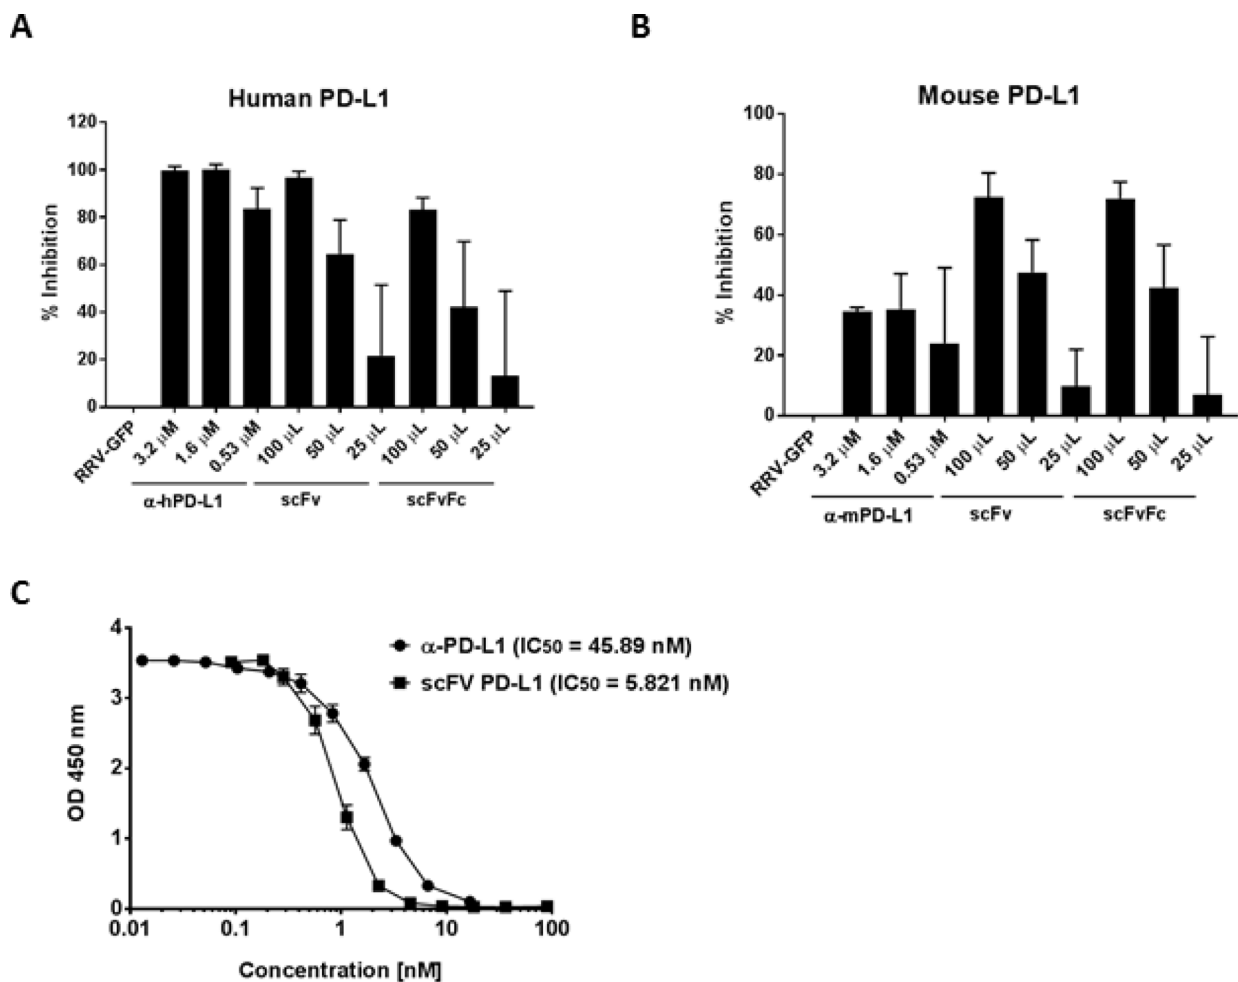 A
Human PD-L1
% Inhibition
120
100
80
60
40
20
0
RRV-GFP
3.2 μM
1.6 μM
0.53 μM
100 μL
50 μL
25 μL
100 μL
50 μL
25 μL
α-hPD-L1
scFv
scFvFc
B
Mouse PD-L1
% Inhibition
100
80
60
40
20
0
RRV-GFP
3.2 μM
1.6 μM
0.53 μM
100 μL
50 μL
25 μL
100 μL
50 μL
25 μL
α-mPD-L1
scFv
scFvFc
C
OD 450 nm
4
3
2
1
0
α-PD-L1 (IC50 = 45.89 nM)
scFV PD-L1 (IC50 = 5.821 nM)
0.01
0.1
1
10
100
Concentration [nM]